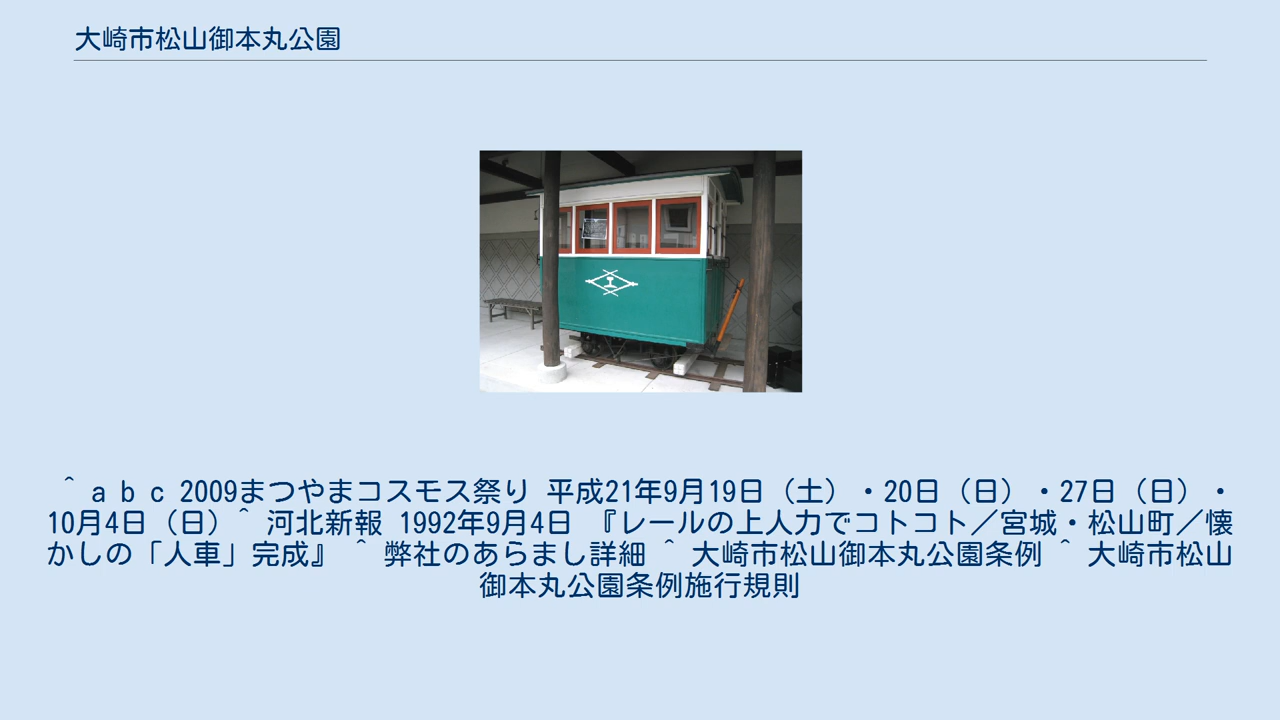 大崎市松山御本丸公園
^ a b c 2009まつやまコスモス祭り 平成21年9月19日（土）・20日（日）・27日（日）・
10月4日（日）^ 河北新報 1992年9月4日 『レールの上人力でコトコト／宮城・松山町／懐
かしの「人車」完成』 ^ 弊社のあらまし詳細 ^ 大崎市松山御本丸公園条例 ^ 大崎市松山
御本丸公園条例施行規則